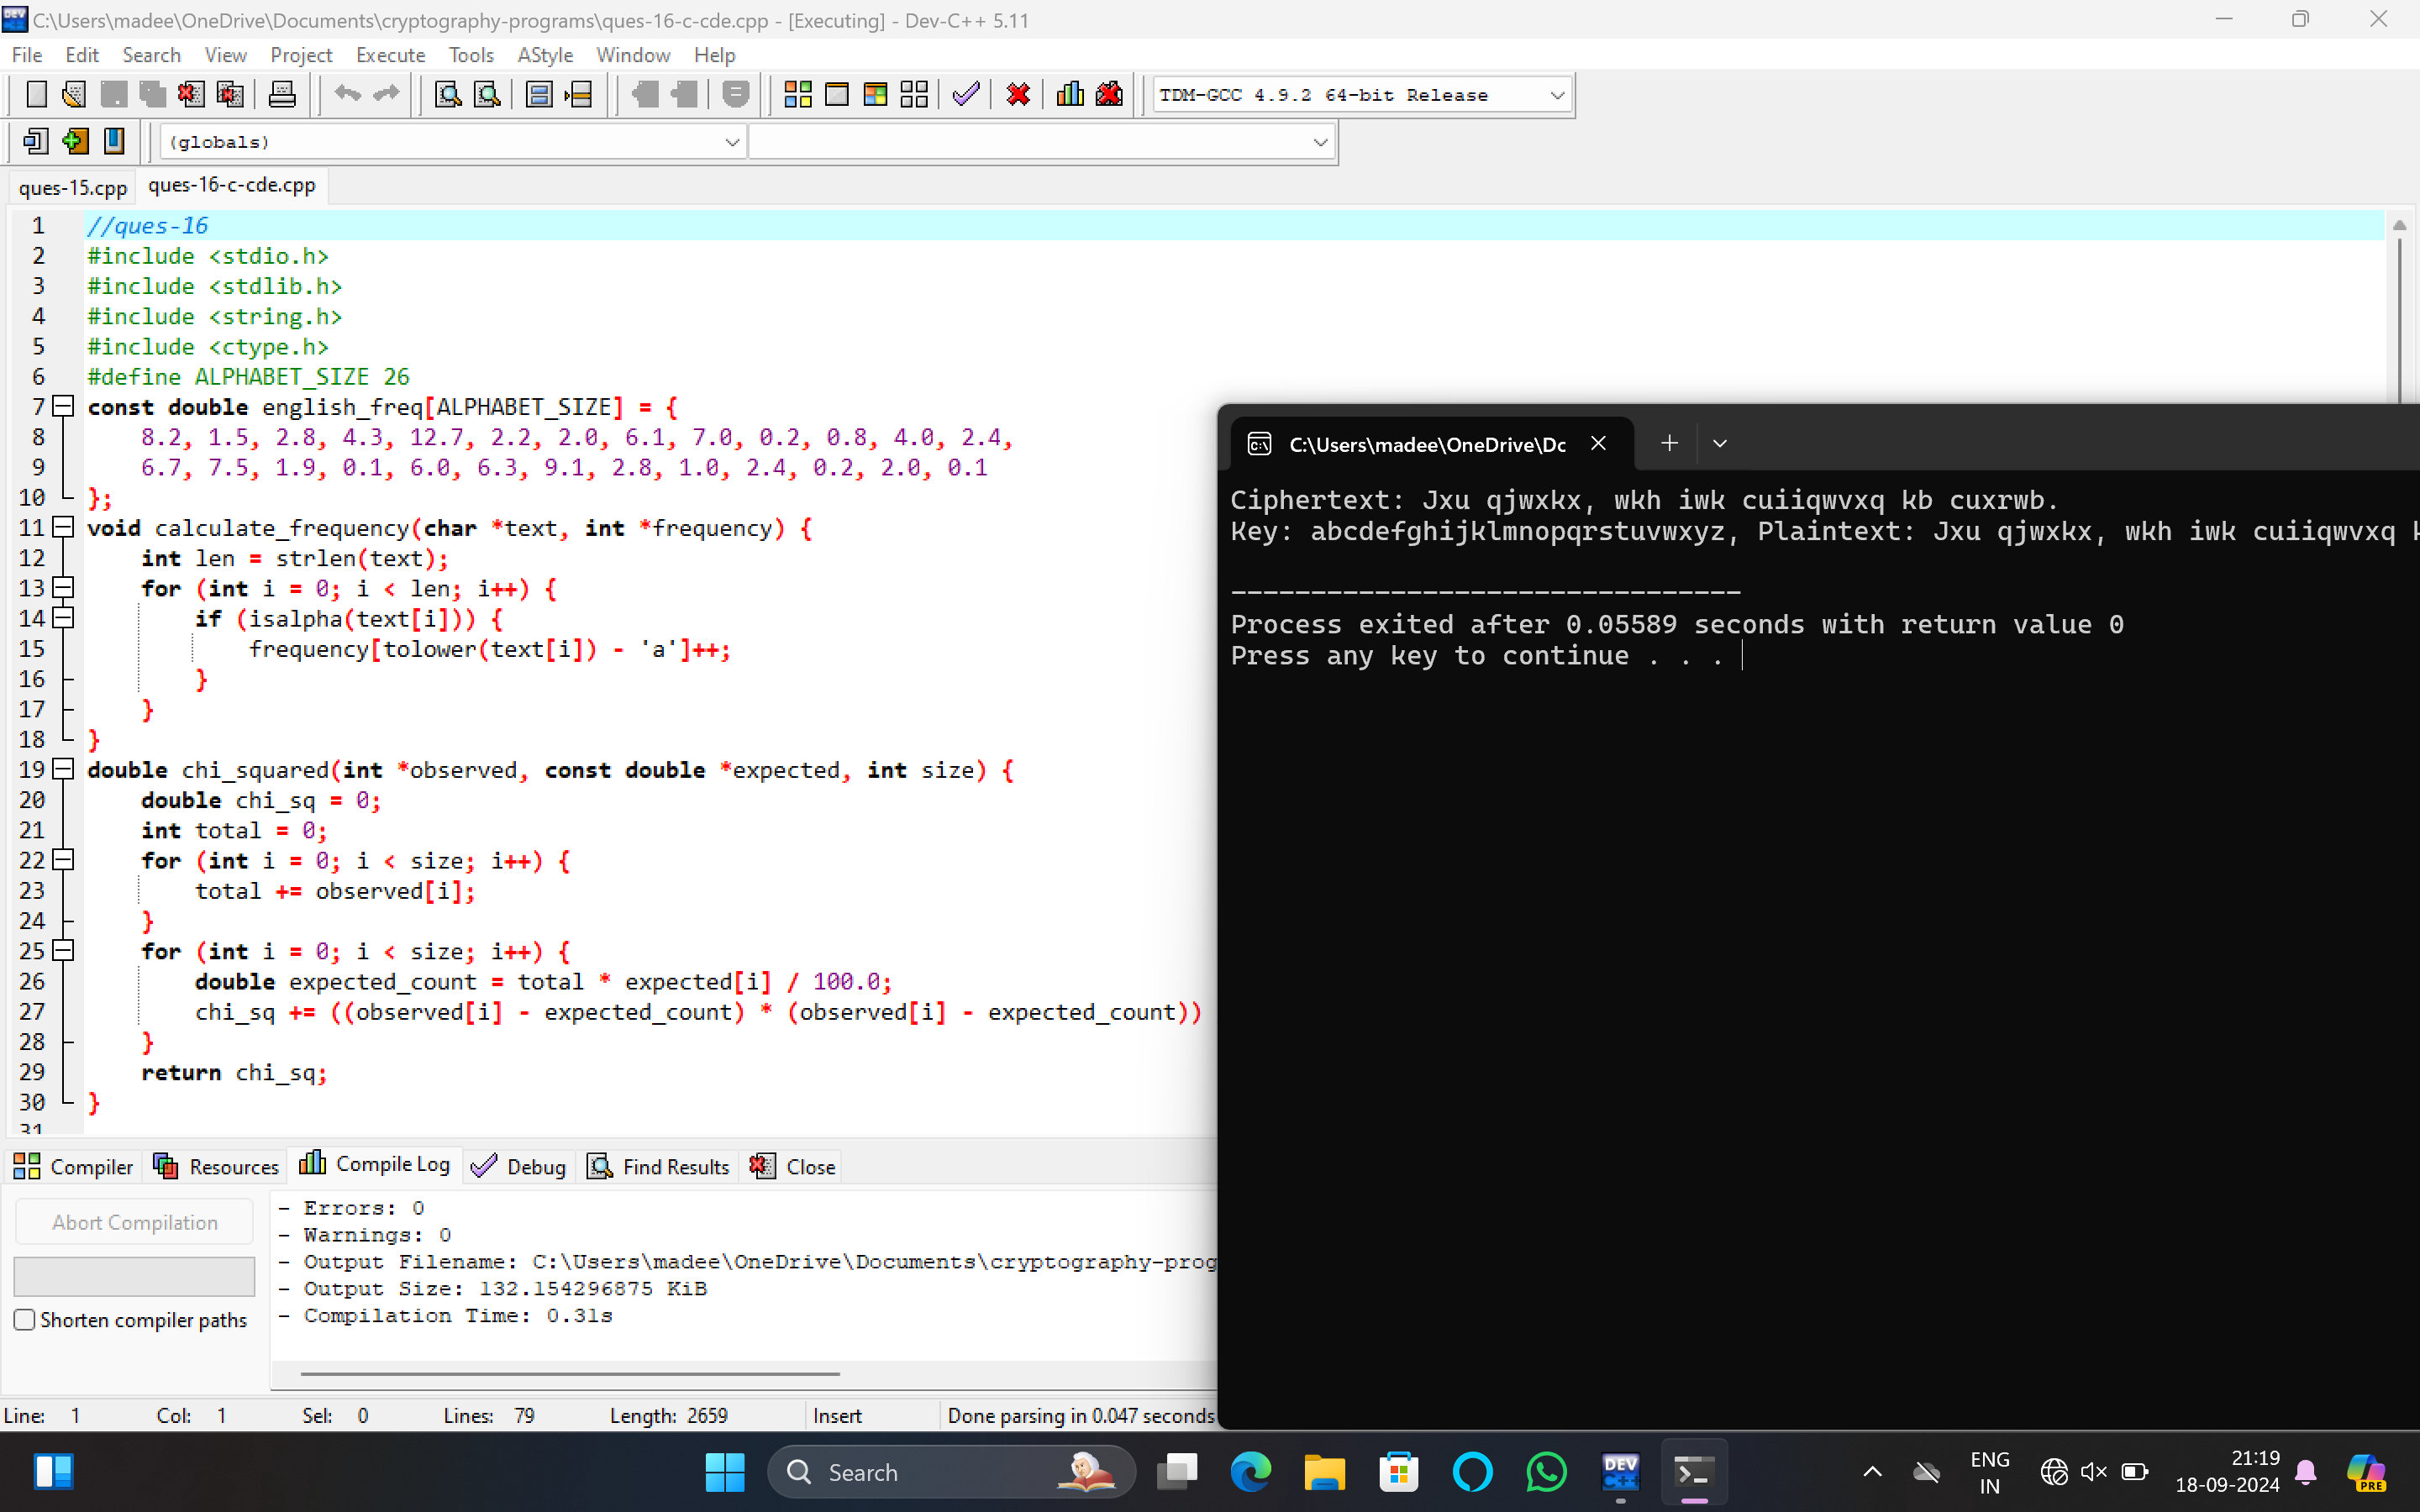 C:\Users\madee\OneDrive\Documents\cryptography-programs\ques-16-c-cde.cpp - [Executing] - Dev-C++ 5.11
File Edit Search View Project Execute Tools AStyle Window Help
TDM-GCC 4.9.2 64-bit Release
(globals)
ques-15.cpp ques-16-c-cde.cpp
1 //ques-16
2 #include <stdio.h>
3 #include <stdlib.h>
4 #include <string.h>
5 #include <ctype.h>
6 #define ALPHABET_SIZE 26
7 const double english_freq[ALPHABET_SIZE] = {
8 8.2, 1.5, 2.8, 4.3, 12.7, 2.2, 2.0, 6.1, 7.0, 0.2, 0.8, 4.0, 2.4,
9 6.7, 7.5, 1.9, 0.1, 6.0, 6.3, 9.1, 2.8, 1.0, 2.4, 0.2, 2.0, 0.1
10 };
11 void calculate_frequency(char *text, int *frequency) {
12 int len = strlen(text);
13 for (int i = 0; i < len; i++) {
14 if (isalpha(text[i])) {
15 frequency[tolower(text[i]) - 'a']++;
16 }
17 }
18 }
19 double chi_squared(int *observed, const double *expected, int size) {
20 double chi_sq = 0;
21 int total = 0;
22 for (int i = 0; i < size; i++) {
23 total += observed[i];
24 }
25 for (int i = 0; i < size; i++) {
26 double expected_count = total * expected[i] / 100.0;
27 chi_sq += ((observed[i] - expected_count) * (observed[i] - expected_count))
28 }
29 return chi_sq;
30 }
31
C:\Users\madee\OneDrive\Dc
Ciphertext: Jxu qjwxkx, wkh iwk cuiiqwvxq kb cuxrwb.
Key: abcdefghijklmnopqrstuvwxyz, Plaintext: Jxu qjwxkx, wkh iwk cuiiqwvxq k
--------------------------------
Process exited after 0.05589 seconds with return value 0
Press any key to continue . . .
Compiler Resources Compile Log Debug Find Results Close
Abort Compilation
Shorten compiler paths
- Errors: 0
- Warnings: 0
- Output Filename: C:\Users\madee\OneDrive\Documents\cryptography-prog
- Output Size: 132.154296875 KiB
- Compilation Time: 0.31s
Line: 1 Col: 1 Sel: 0 Lines: 79 Length: 2659 Insert Done parsing in 0.047 seconds
Search
DEV C++
ENG
IN
21:19
18-09-2024
PRE